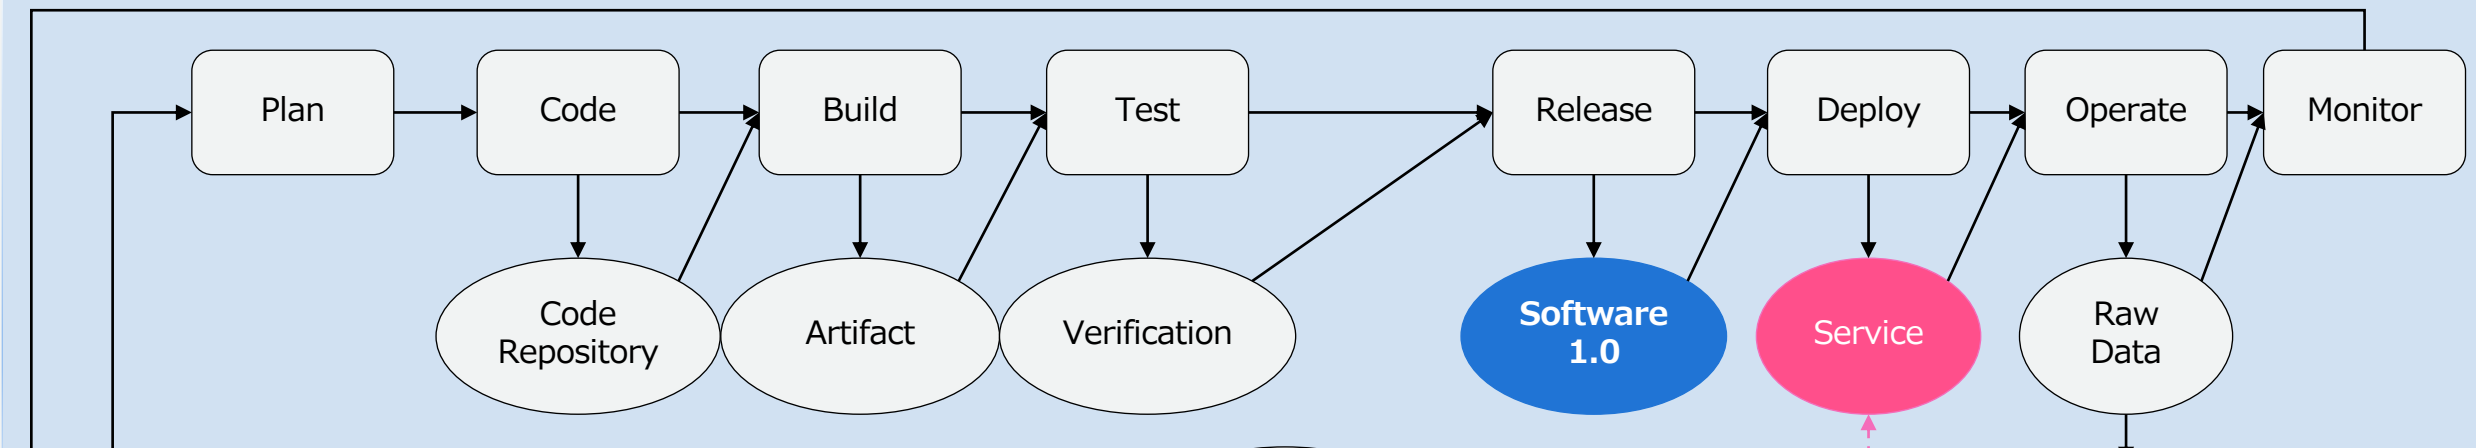 Plan
Code
Build
Test
Release
Deploy
Operate
Monitor
Code
Repository
Artifact
Verification
Software
1.0
Service
Raw
Data